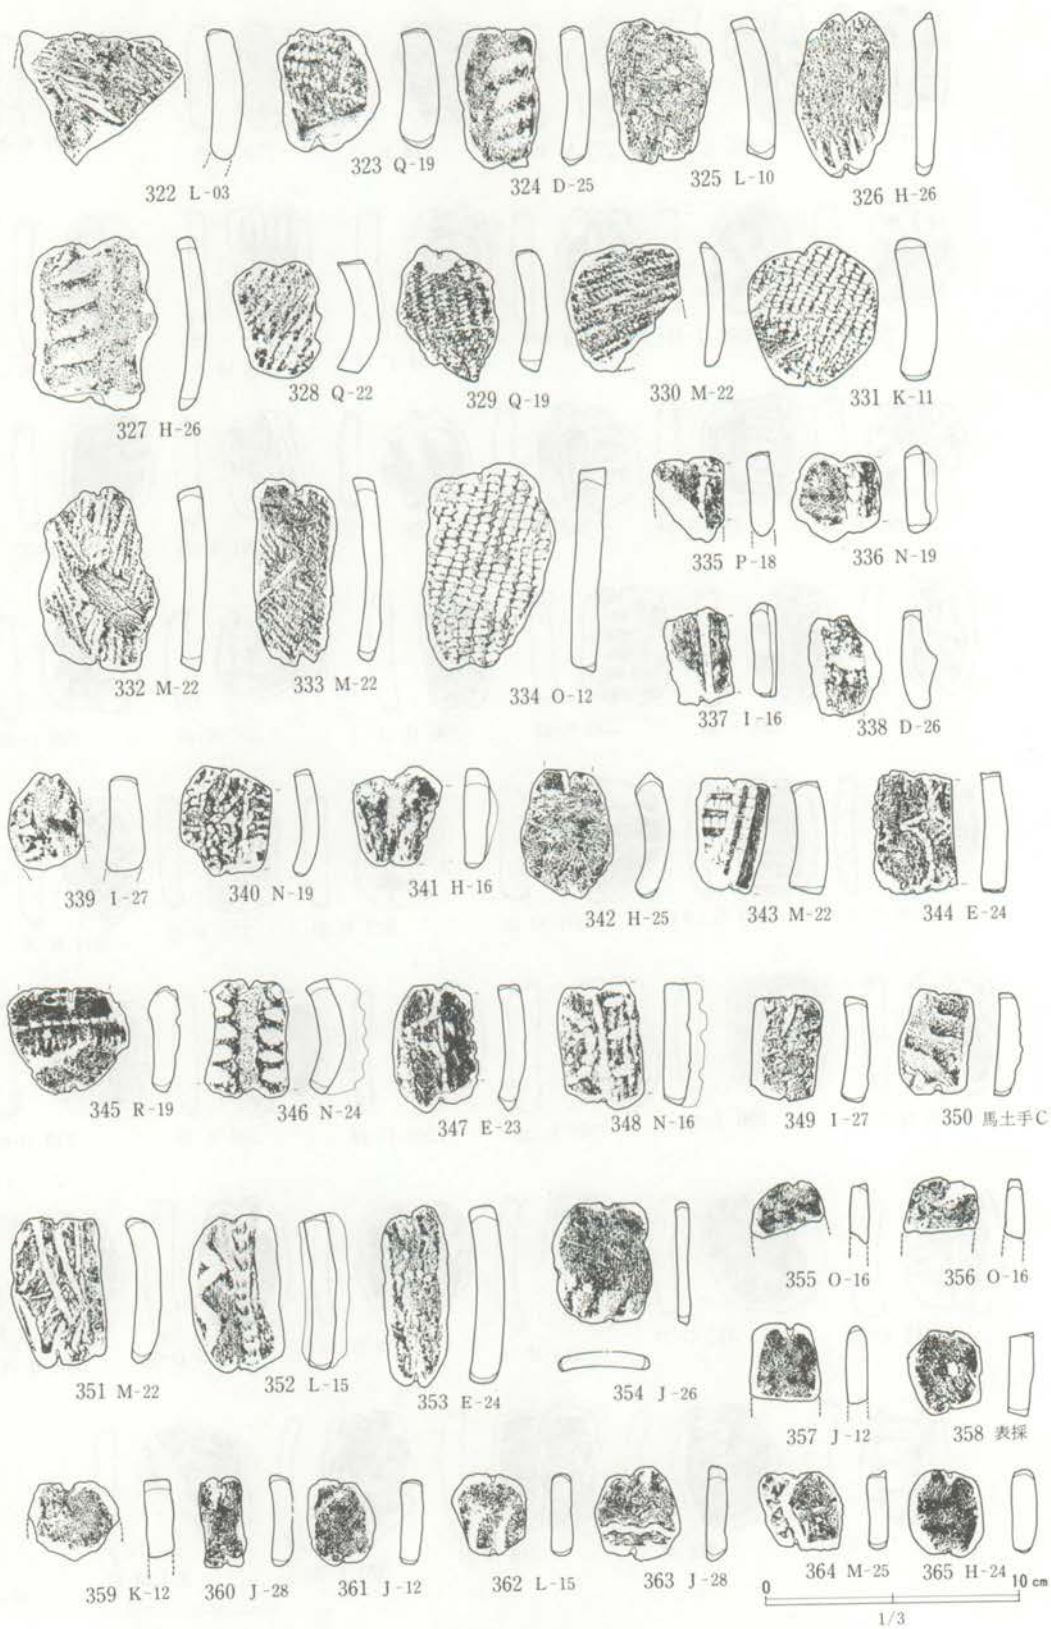 322 L-03
323 Q-19
324 D-25
325 L-10
326 H-26
327 H-26
328 Q-22
329 Q-19
330 M-22
331 K-11
332 M-22
333 M-22
334 O-12
335 P-18
336 N-19
337 I-16
338 D-26
339 I-27
340 N-19
341 H-16
342 H-25
343 M-22
344 E-24
345 R-19
346 N-24
347 E-23
348 N-16
349 I-27
350 馬土手C
351 M-22
352 L-15
353 E-24
354 J-26
355 O-16
356 O-16
357 J-12
358 表採
359 K-12
360 J-28
361 J-12
362 L-15
363 J-28
364 M-25
365 H-24
0 10 cm
1/3